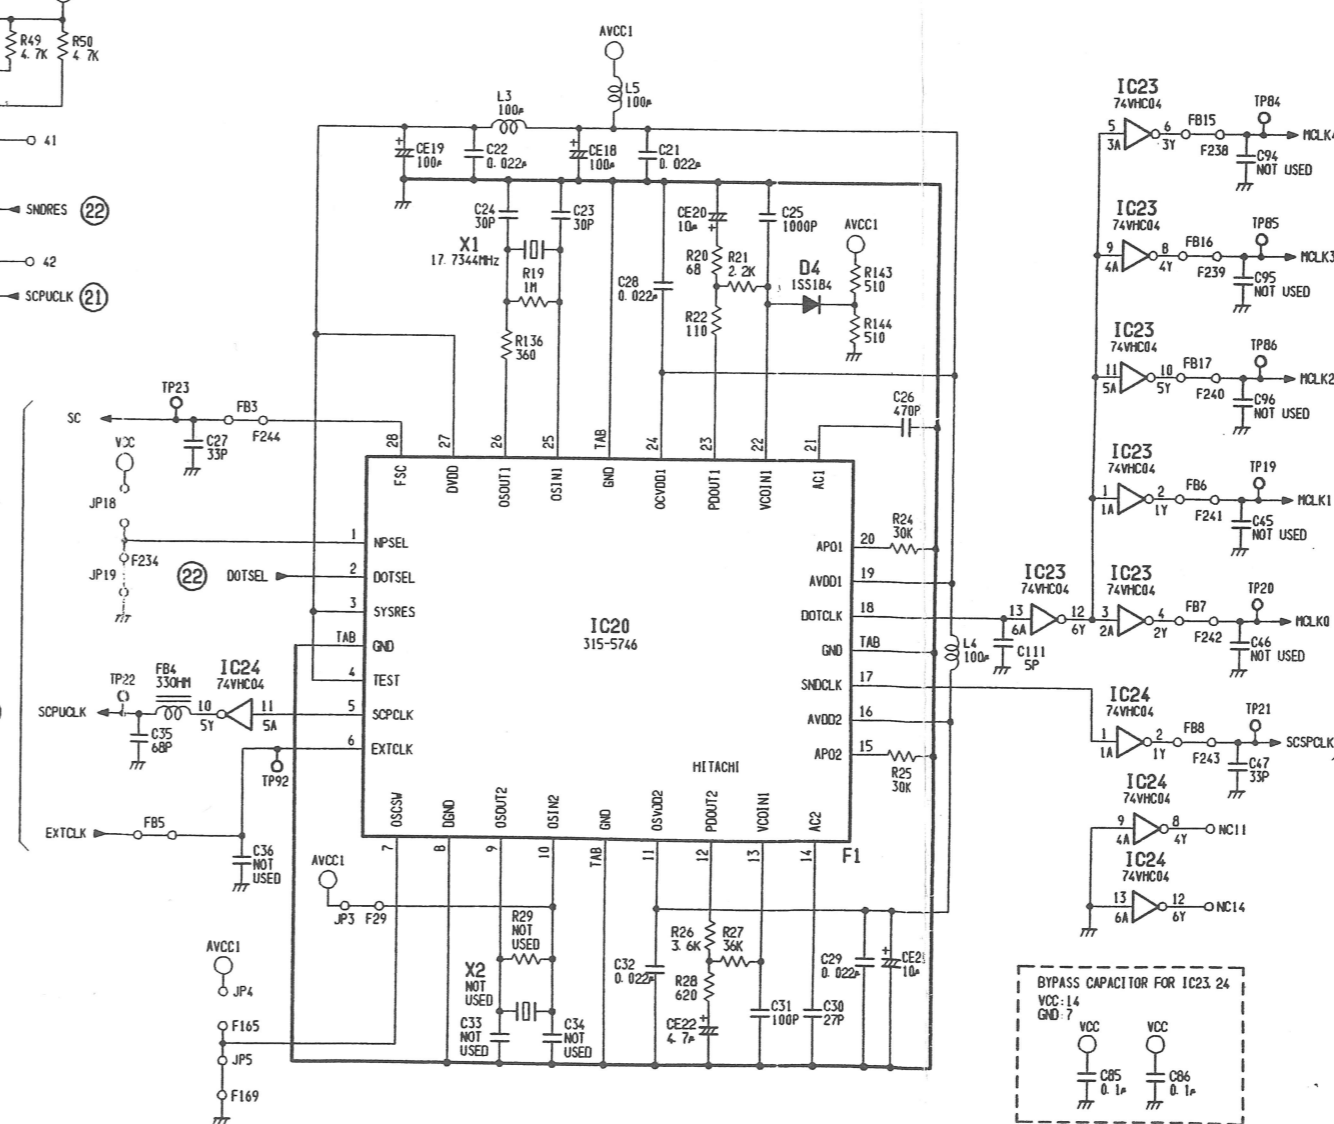 R49
4.7K
R50
4 7K
41
SNDRES 22
42
SCPUCLK 21
AVCC1
L5
100μ
L3
100μ
CE19
100μ
C22
0.022μ
CE18
100μ
C21
0.022μ
C24
30P
C23
30P
X1
17.7344MHz
R19
1M
R136
360
C28
0.022μ
CE20
10μ
R20
68
R21
2.2K
R22
110
C25
1000P
D4
1SS184
AVCC1
R143
510
R144
510
C26
470P
TP23
SC
FB3
F244
C27
33P
VCC
JP18
F234
JP19
22 DOTSEL
28
27
26
25
TAB
24
23
22
21
FSC
DVDD
OSOUT1
OSIN1
GND
OCVDD1
PDOUT1
VCOIN1
AC1
1 NPSEL
2 DOTSEL
3 SYSRES
TAB GND
4 TEST
5 SCPCLK
6 EXTCLK
IC20
315-5746
HITACHI
F1
APO1 20
AVDD1 19
DOTCLK 18
GND TAB
SNDCLK 17
AVDD2 16
APO2 15
R24
30K
R25
30K
L4
100μ
OSCSW
DGND
OSOUT2
OSIN2
GND
OSVDD2
PDOUT2
VCOIN1
AC2
7
8
9
10
TAB
11
12
13
14
TP22
SCPUCLK
FB4
33OHM
IC24
74VHC04
10
5Y
11
5A
C35
68P
TP92
EXTCLK
FB5
C36
NOT
USED
AVCC1
JP3 F29
AVCC1
JP4
F165
JP5
F169
R29
NOT
USED
X2
NOT
USED
C33
NOT
USED
C34
NOT
USED
C32
0.022μ
R26
3.6K
R27
36K
R28
620
CE22
4.7μ
C31
100P
C30
27P
C29
0.022μ
CE2
10μ
IC23
74VHC04
5
3A
6
3Y
FB15
F238
TP84
MCLK4
C94
NOT USED
IC23
74VHC04
9
4A
8
4Y
FB16
F239
TP85
MCLK3
C95
NOT USED
IC23
74VHC04
11
5A
10
5Y
FB17
F240
TP86
MCLK2
C96
NOT USED
IC23
74VHC04
1
1A
2
1Y
FB6
F241
TP19
MCLK1
C45
NOT USED
IC23
74VHC04
13
6A
12
6Y
C111
5P
IC23
74VHC04
3
2A
4
2Y
FB7
F242
TP20
MCLK0
C46
NOT USED
IC24
74VHC04
1
1A
2
1Y
FB8
F243
TP21
SCSPCLK
C47
33P
IC24
74VHC04
9
4A
8
4Y
NC11
IC24
74VHC04
13
6A
12
6Y
NC14
BYPASS CAPACITOR FOR IC23.24
VCC:14
GND:7
VCC
C85
0.1μ
VCC
C86
0.1μ